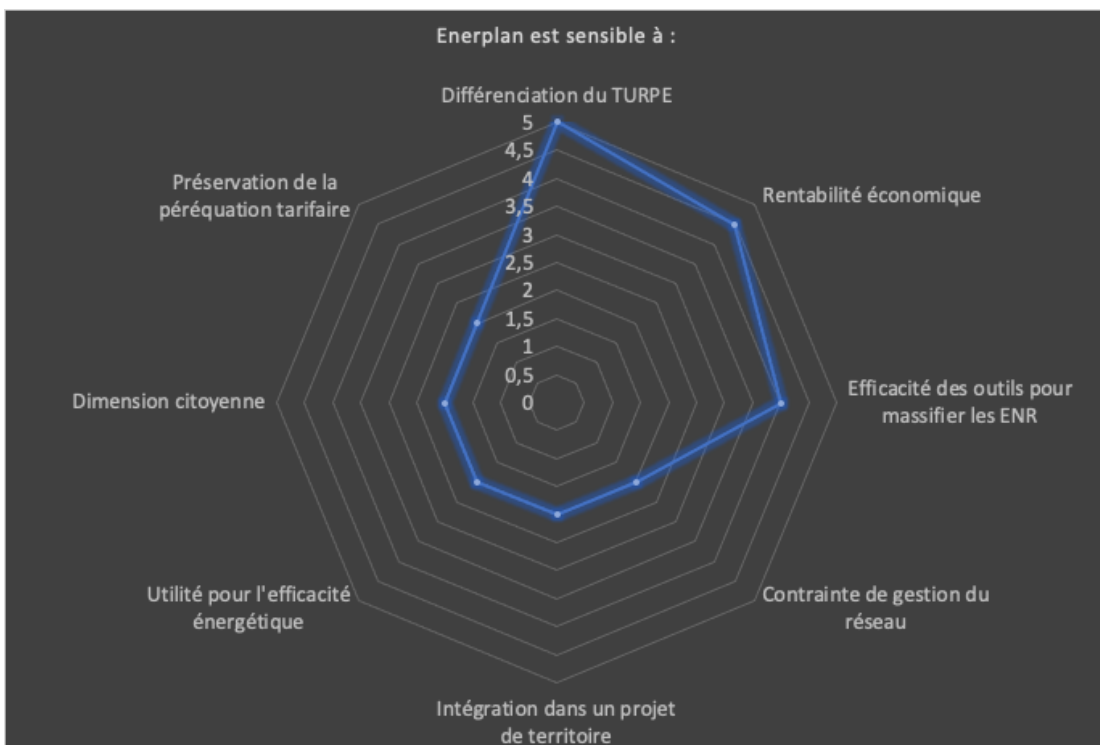 Enerplan est sensible à :
Différenciation du TURPE
5
4,5
4
3,5
3
2,5
2
1,5
1
0,5
0
Rentabilité économique
Efficacité des outils pour
massifier les ENR
Contrainte de gestion du
réseau
Intégration dans un projet
de territoire
Utilité pour l'efficacité
énergétique
Dimension citoyenne
Préservation de la
péréquation tarifaire